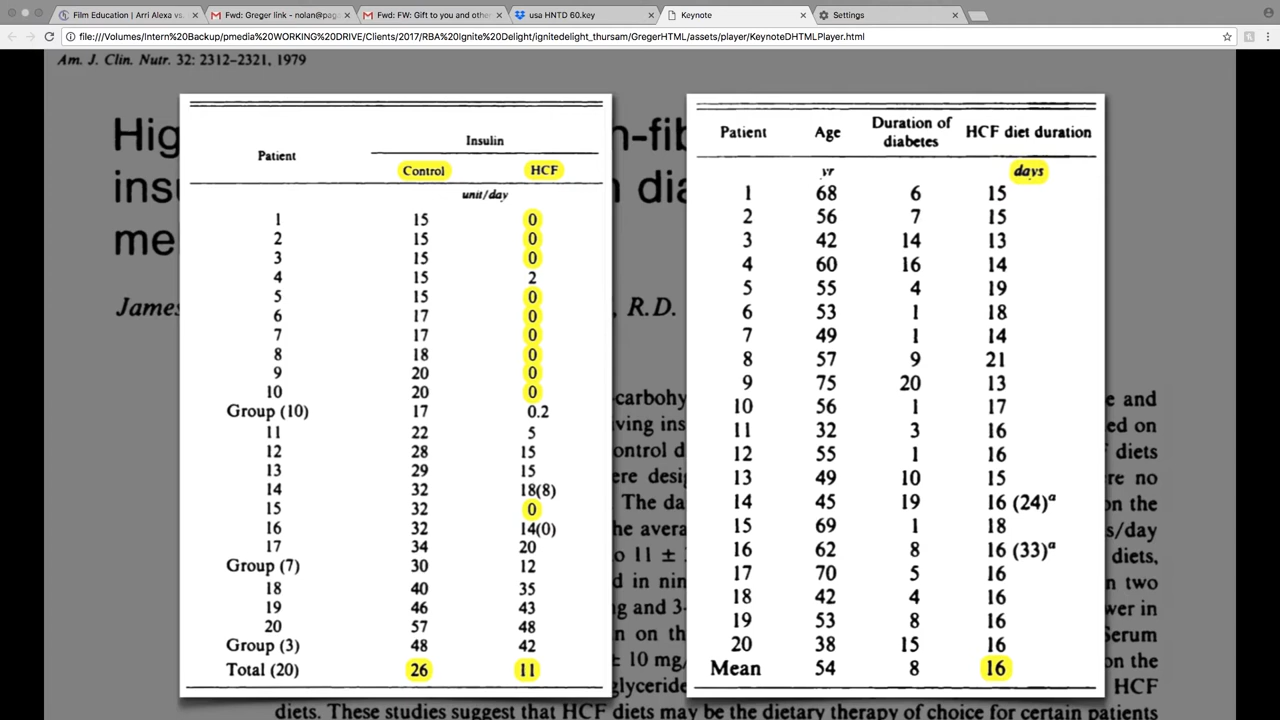 Film Education | Arri Alexa vs.
Fwd: Greger link - nolan@pag
Fwd: FW: Gift to you and othe
usa HNTD 60.key
Keynote
Settings
file:///Volumes/Intern%20Backup/pmedia%20WORKING%20DRIVE/Clients/2017/RBA%20Ignite%20Delight/ignitedelight_thursam/GregerHTML/assets/player/KeynoteDHTMLPlayer.html
Am. J. Clin. Nutr. 32: 2312–2321, 1979
Patient Insulin
Control HCF
unit/day
1 15 0
2 15 0
3 15 0
4 15 2
5 15 0
6 17 0
7 17 0
8 18 0
9 20 0
10 20 0
Group (10) 17 0.2
11 22 5
12 28 15
13 29 15
14 32 18(8)
15 32 0
16 32 14(0)
17 34 20
Group (7) 30 12
18 40 35
19 46 43
20 57 48
Group (3) 48 42
Total (20) 26 11
Patient Age Duration of diabetes HCF diet duration
yr days
1 68 6 15
2 56 7 15
3 42 14 13
4 60 16 14
5 55 4 19
6 53 1 18
7 49 1 14
8 57 9 21
9 75 20 13
10 56 1 17
11 32 3 16
12 55 1 16
13 49 10 15
14 45 19 16 (24)ᵃ
15 69 1 18
16 62 8 16 (33)ᵃ
17 70 5 16
18 42 4 16
19 53 8 16
20 38 15 16
Mean 54 8 16
Hig n-fib
insu n dia
me
James , R.D.
-carbohy e and
ving ins ed on
ontrol d diets
ere desi re no
The da on the
he avera s/day
o 11 ± diets,
d in nin n two
g and 3- wer in
n on the Serum
± 10 mg/ on the
glyceride HCF
diets. These studies suggest that HCF diets may be the dietary therapy of choice for certain patients